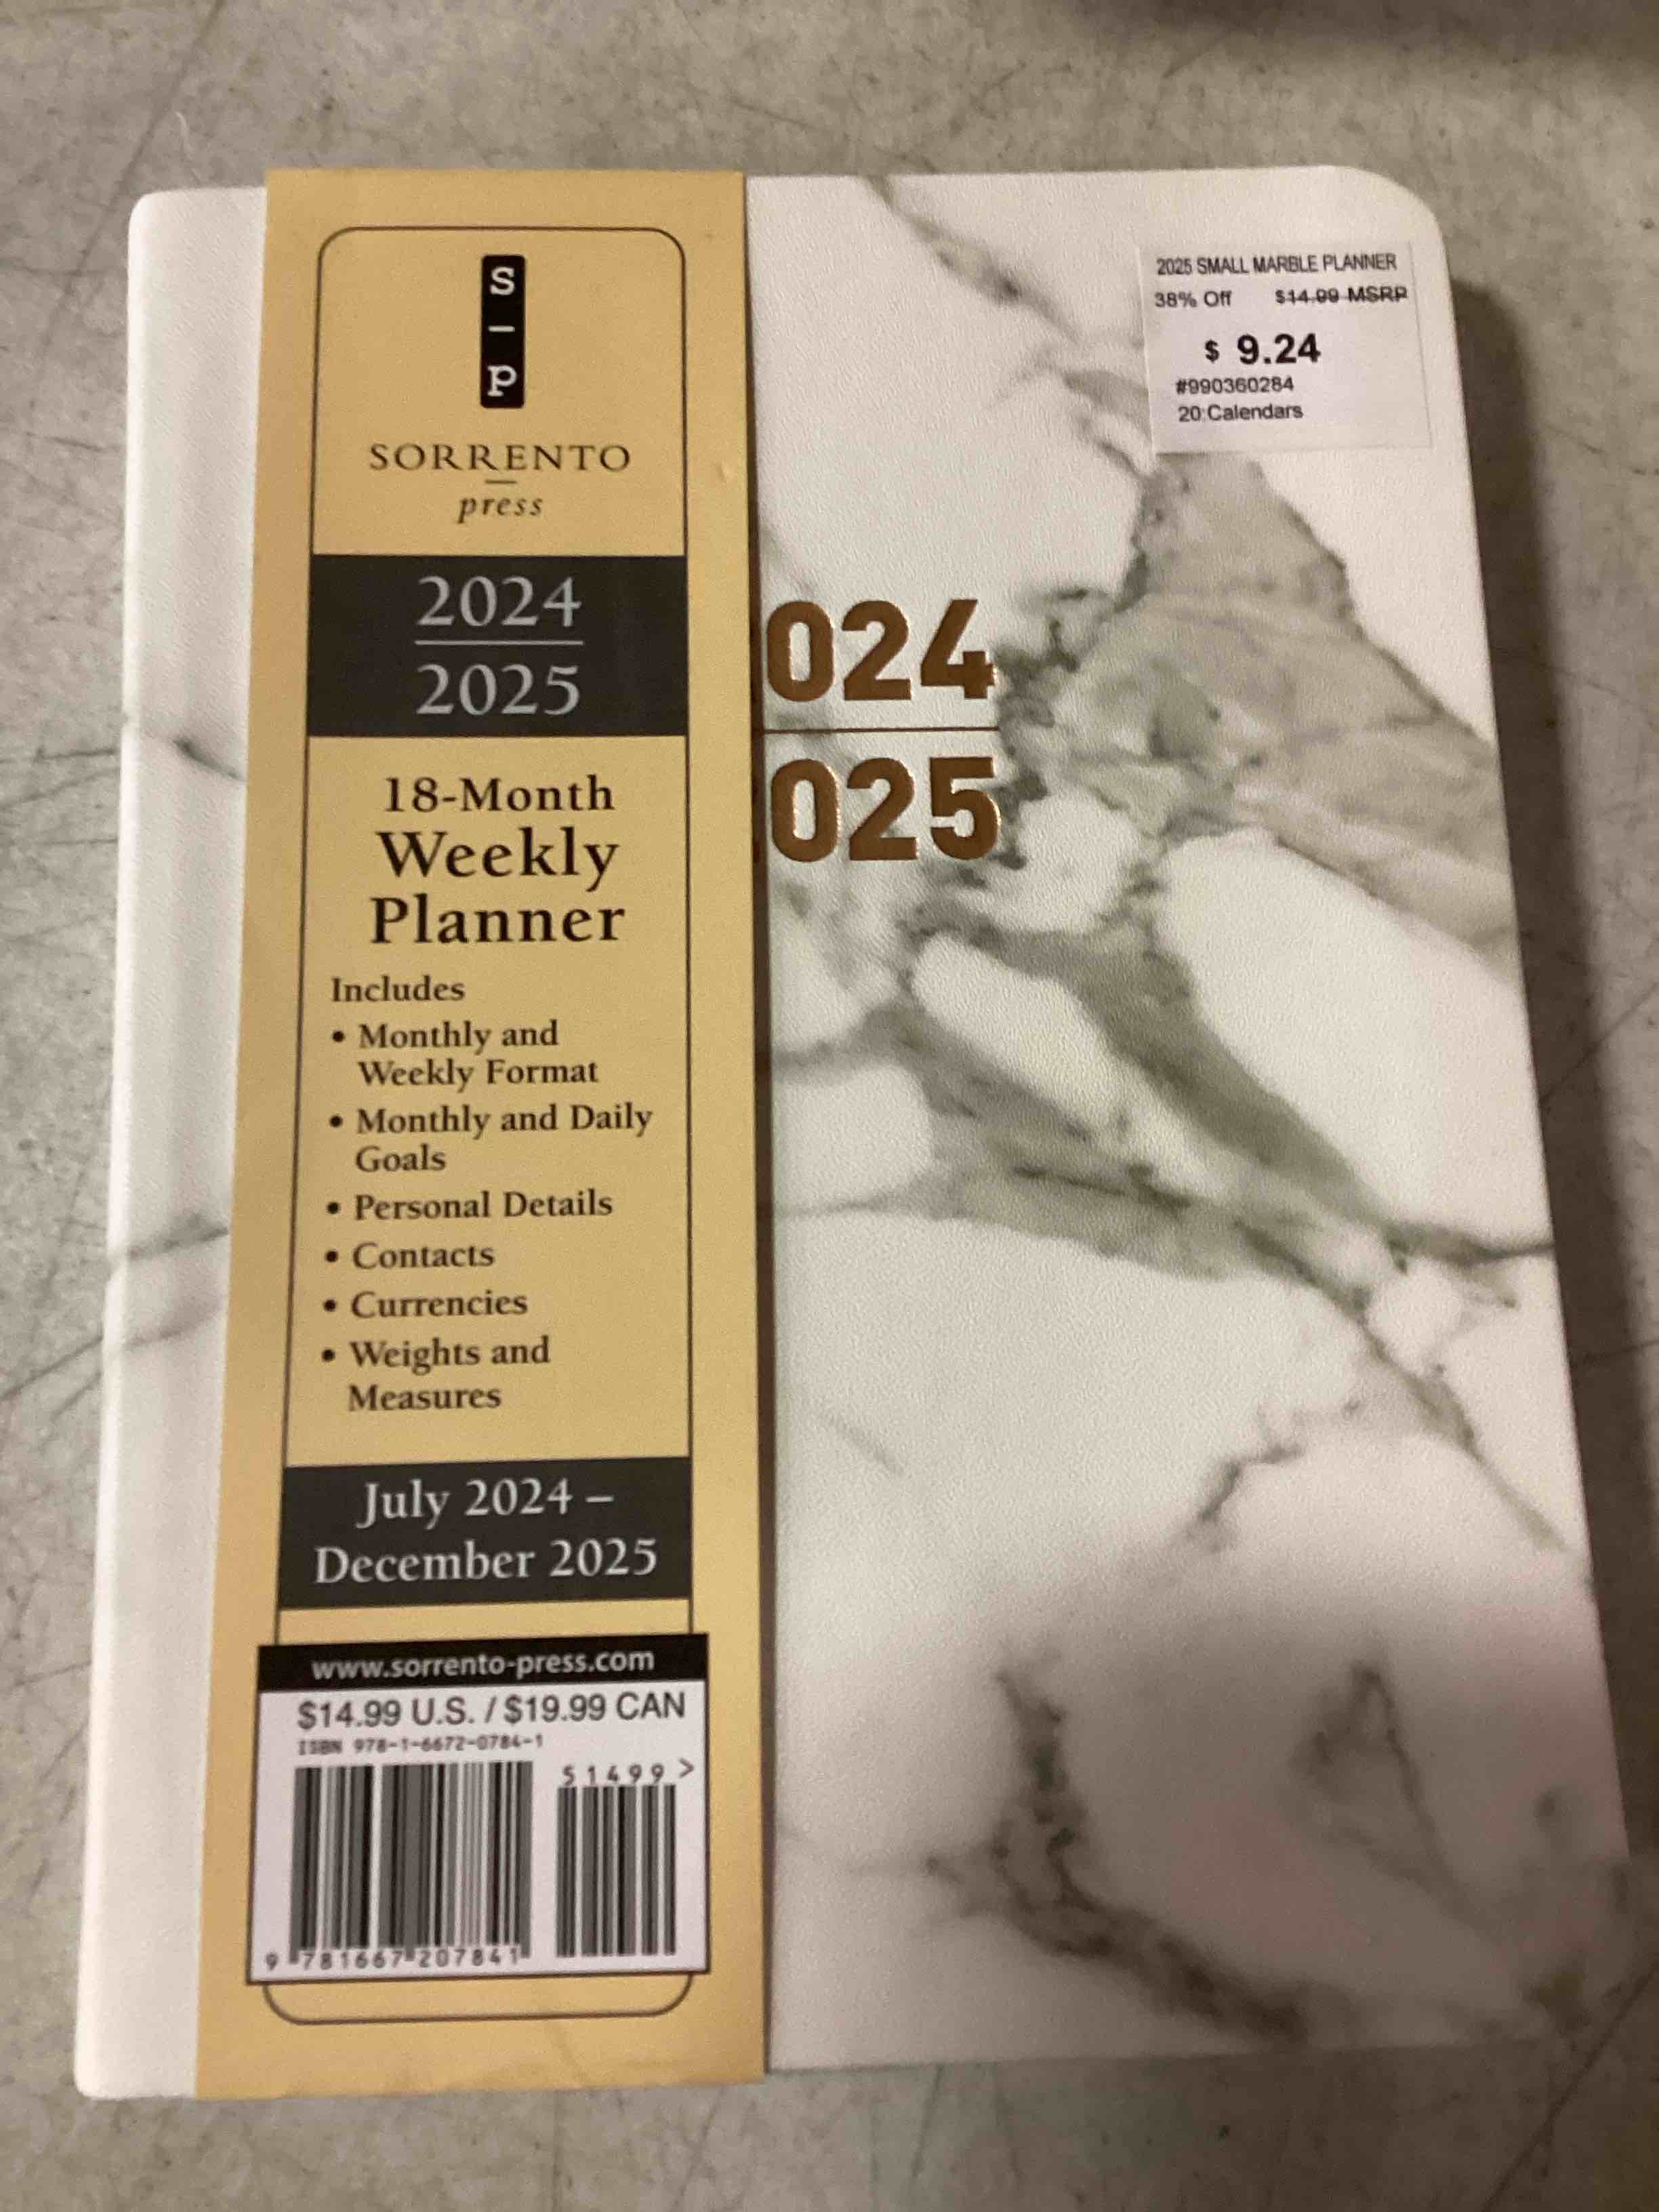 s
–
p
SORRENTO
press
2024
2025
18-Month
Weekly
Planner
Includes
• Monthly and
Weekly Format
• Monthly and Daily
Goals
• Personal Details
• Contacts
• Currencies
• Weights and
Measures
July 2024 –
December 2025
www.sorrento-press.com
$14.99 U.S. / $19.99 CAN
ISBN 978-1-6672-0784-1
51499>
9 781667 207841
024
025
2025 SMALL MARBLE PLANNER
38% Off $14.99 MSRP
$ 9.24
#990360284
20:Calendars